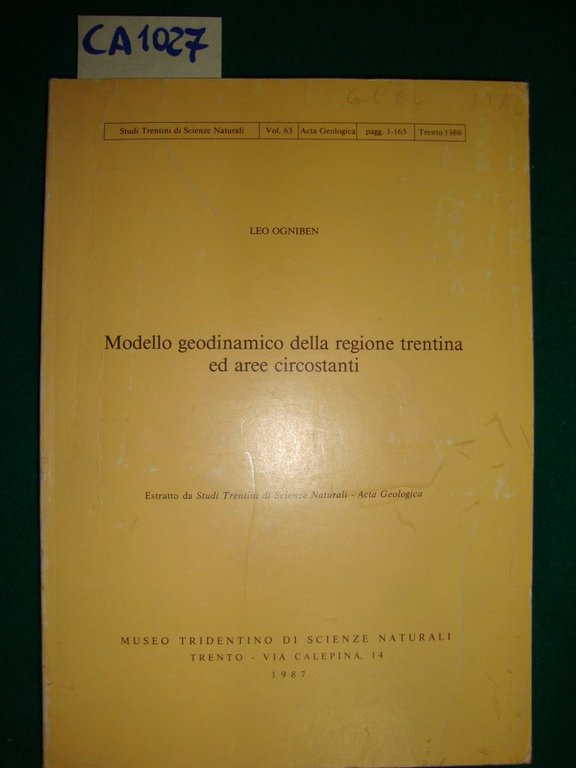 CA1027
GEOL. ITAL
Studi Trentini di Scienze Naturali Vol. 63 Acta Geologica pagg. 1-165 Trento 1986
LEO OGNIBEN
Modello geodinamico della regione trentina
ed aree circostanti
Estratto da Studi Trentini di Scienze Naturali - Acta Geologica
MUSEO TRIDENTINO DI SCIENZE NATURALI
TRENTO - VIA CALEPINA, 14
1987